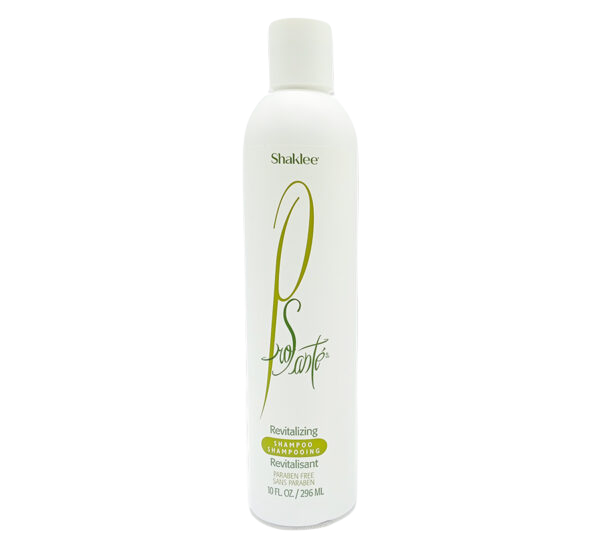 Shaklee®
ProSanté®
Revitalizing
SHAMPOO
SHAMPOOING
Revitalisant
PARABEN FREE
SANS PARABEN
10 FL. OZ. / 296 ML